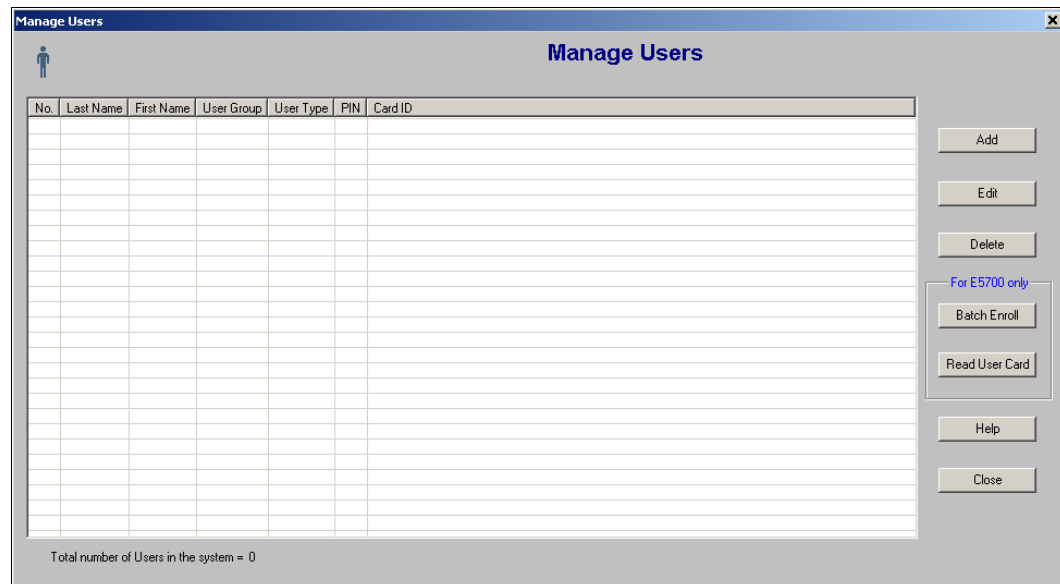 Manage Users
Manage Users
No. Last Name First Name User Group User Type PIN Card ID
Add
Edit
Delete
For E5700 only
Batch Enroll
Read User Card
Help
Close
Total number of Users in the system = 0